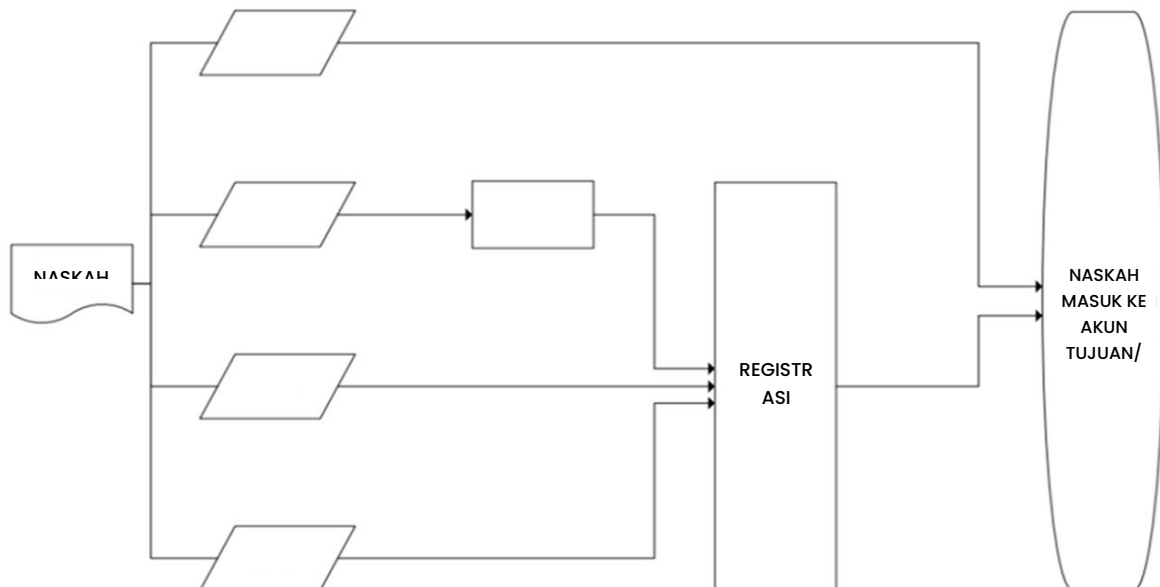 NASKAH
REGISTR
ASI
NASKAH
MASUK KE
AKUN
TUJUAN/